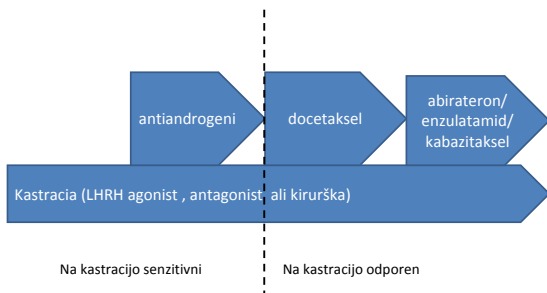 antiandrogeni
docetaksel
abirateron/
enzulatamid/
kabazitaksel
Kastracia (LHRH agonist , antagonist ali kirurška)
Na kastracijo senzitivni
Na kastracijo odporen